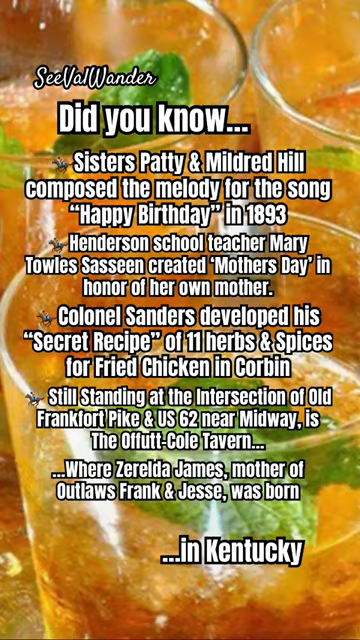 SeeValWander
Did you know...
🏇 Sisters Patty & Mildred Hill
composed the melody for the song
“Happy Birthday” in 1893
🏇 Henderson school teacher Mary
Towles Sasseen created ‘Mothers Day’ in
honor of her own mother.
🏇 Colonel Sanders developed his
“Secret Recipe” of 11 herbs & Spices
for Fried Chicken in Corbin
🏇 Still Standing at the Intersection of Old
Frankfort Pike & US 62 near Midway, is
The Offutt-Cole Tavern...
...Where Zerelda James, mother of
Outlaws Frank & Jesse, was born
...in Kentucky